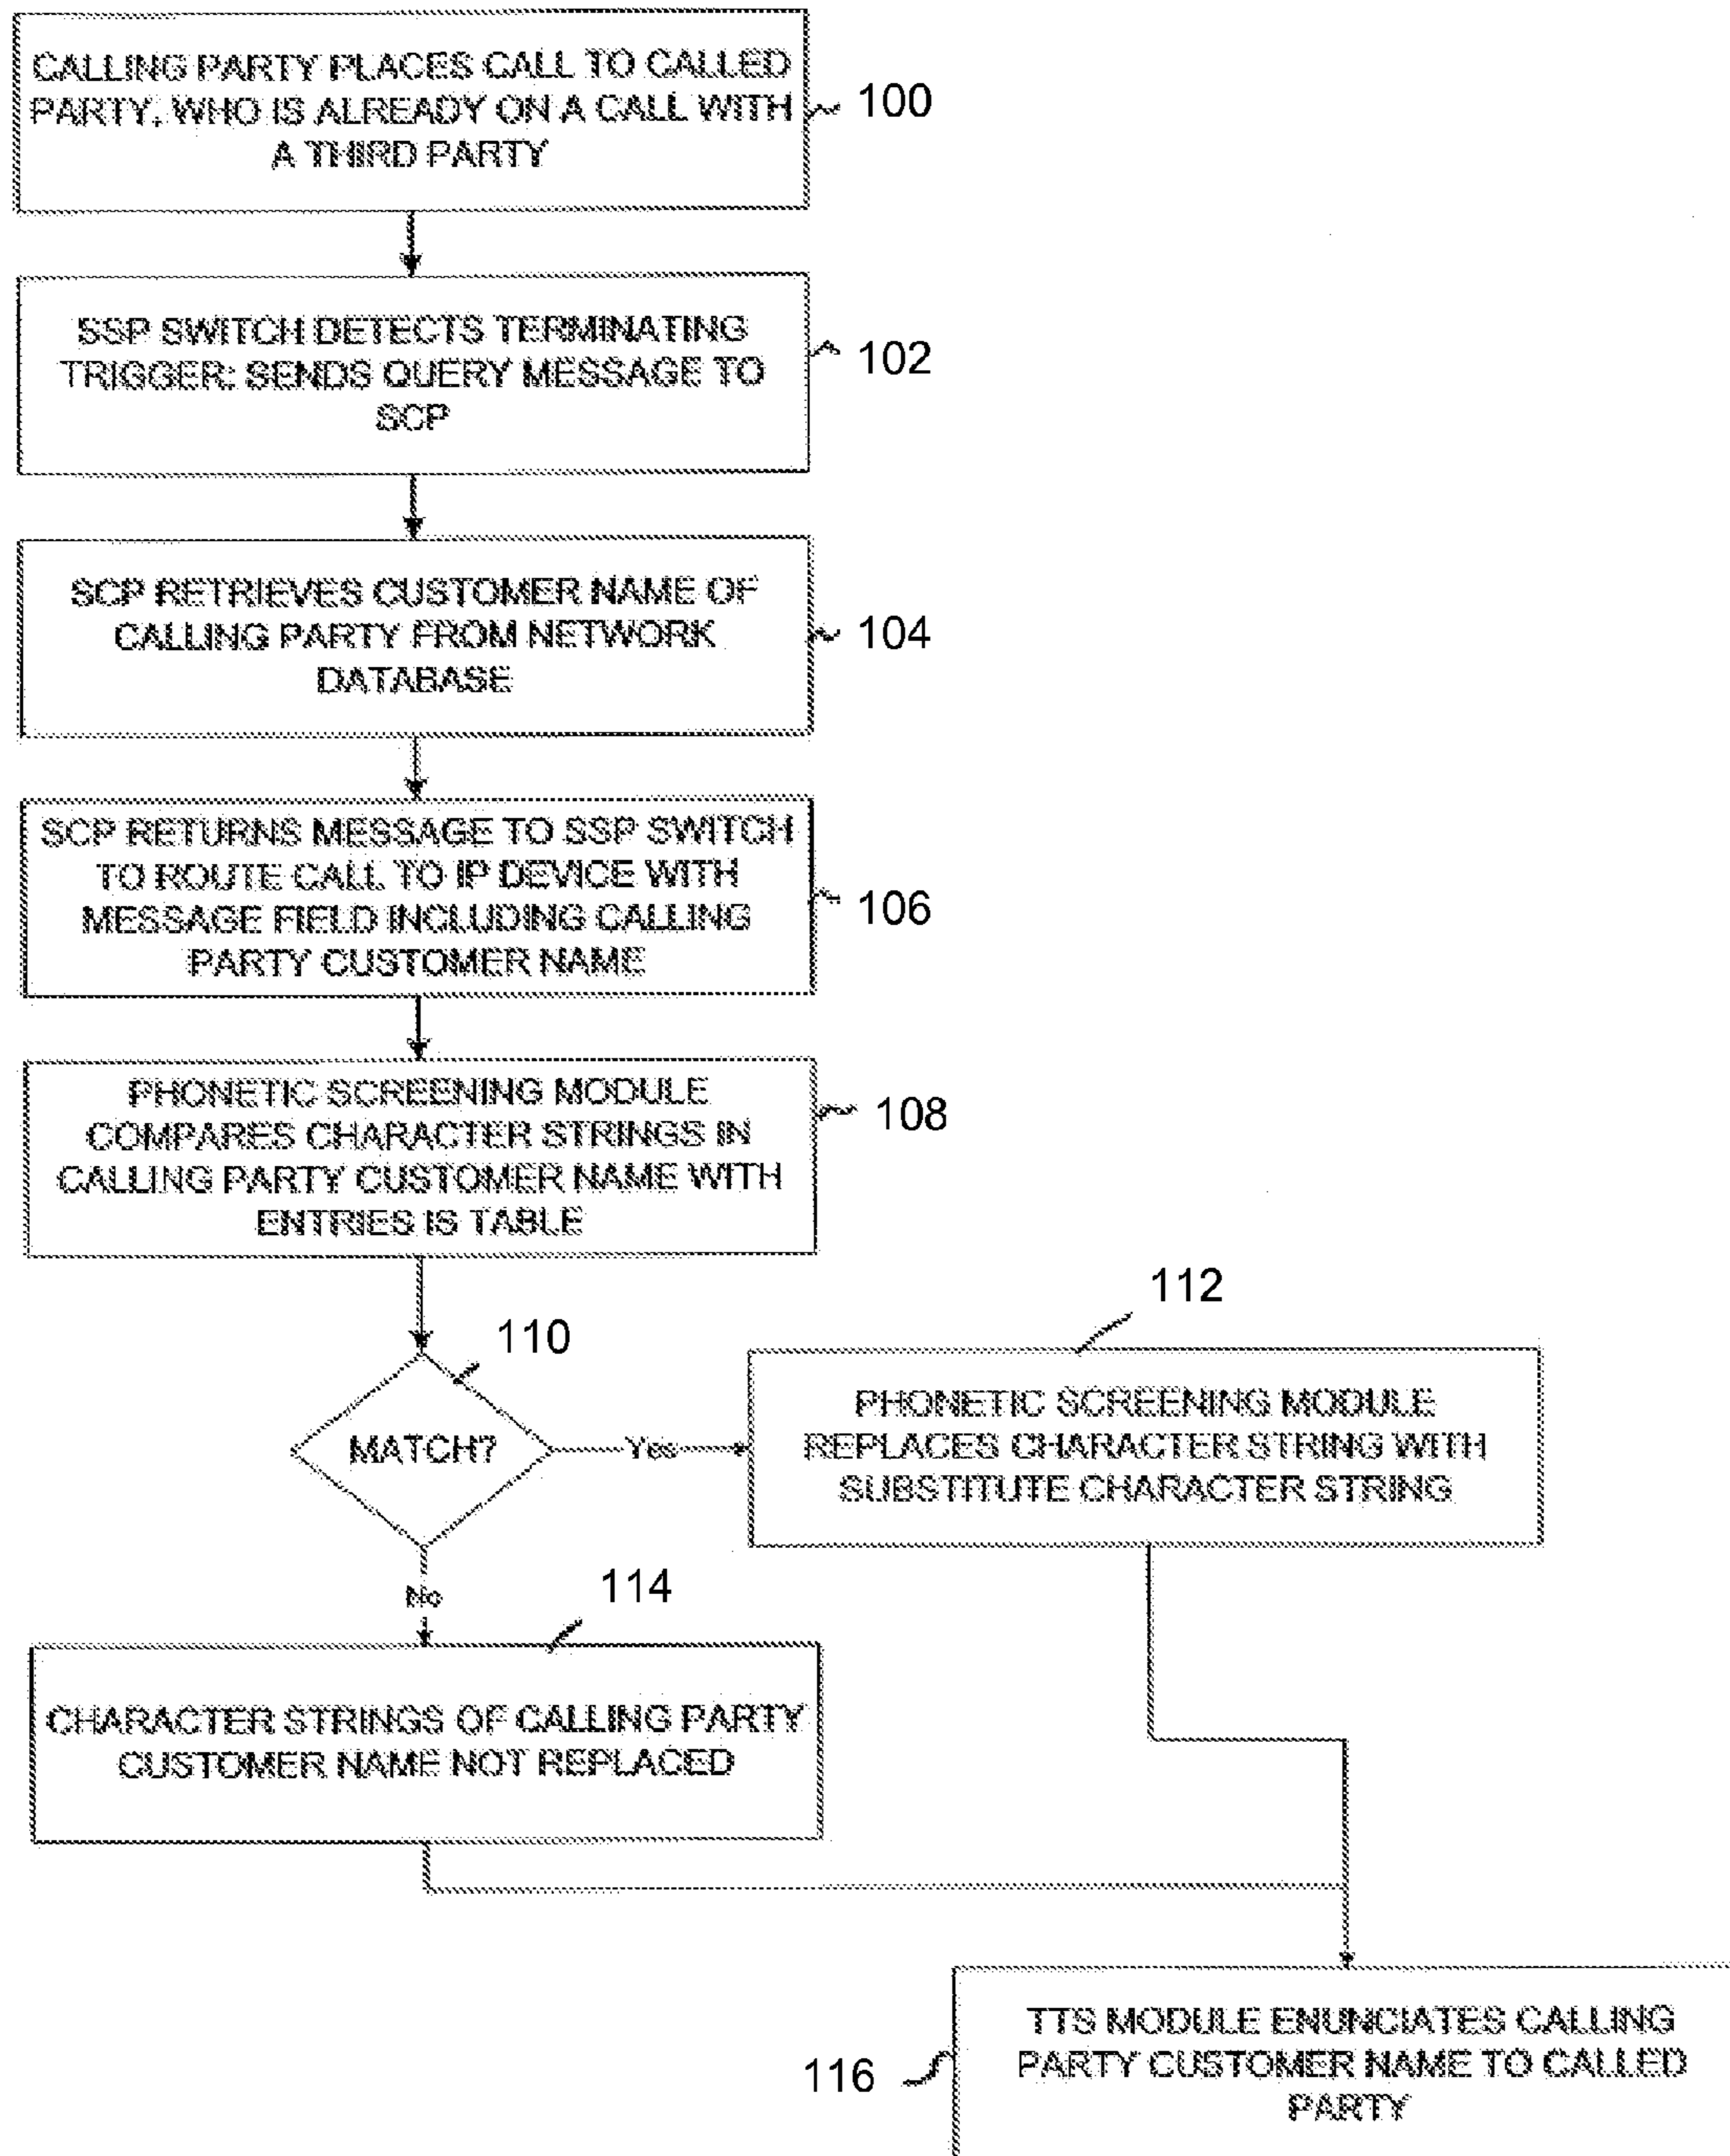 CALLING PARTY PLACES CALL TO CALLED
PARTY, WHO IS ALREADY ON A CALL WITH
A THIRD PARTY
100
SSP SWITCH DETECTS TERMINATING
TRIGGER; SENDS QUERY MESSAGE TO
SCP
102
SCP RETRIEVES CUSTOMER NAME OF
CALLING PARTY FROM NETWORK
DATABASE
104
SCP RETURNS MESSAGE TO SSP SWITCH
TO ROUTE CALL TO IP DEVICE WITH
MESSAGE FIELD INCLUDING CALLING
PARTY CUSTOMER NAME
106
PHONETIC SCREENING MODULE
COMPARES CHARACTER STRINGS IN
CALLING PARTY CUSTOMER NAME WITH
ENTRIES IS TABLE
108
110
MATCH?
Yes
112
PHONETIC SCREENING MODULE
REPLACES CHARACTER STRING WITH
SUBSTITUTE CHARACTER STRING
No
114
CHARACTER STRINGS OF CALLING PARTY
CUSTOMER NAME NOT REPLACED
116
TTS MODULE ENUNCIATES CALLING
PARTY CUSTOMER NAME TO CALLED
PARTY